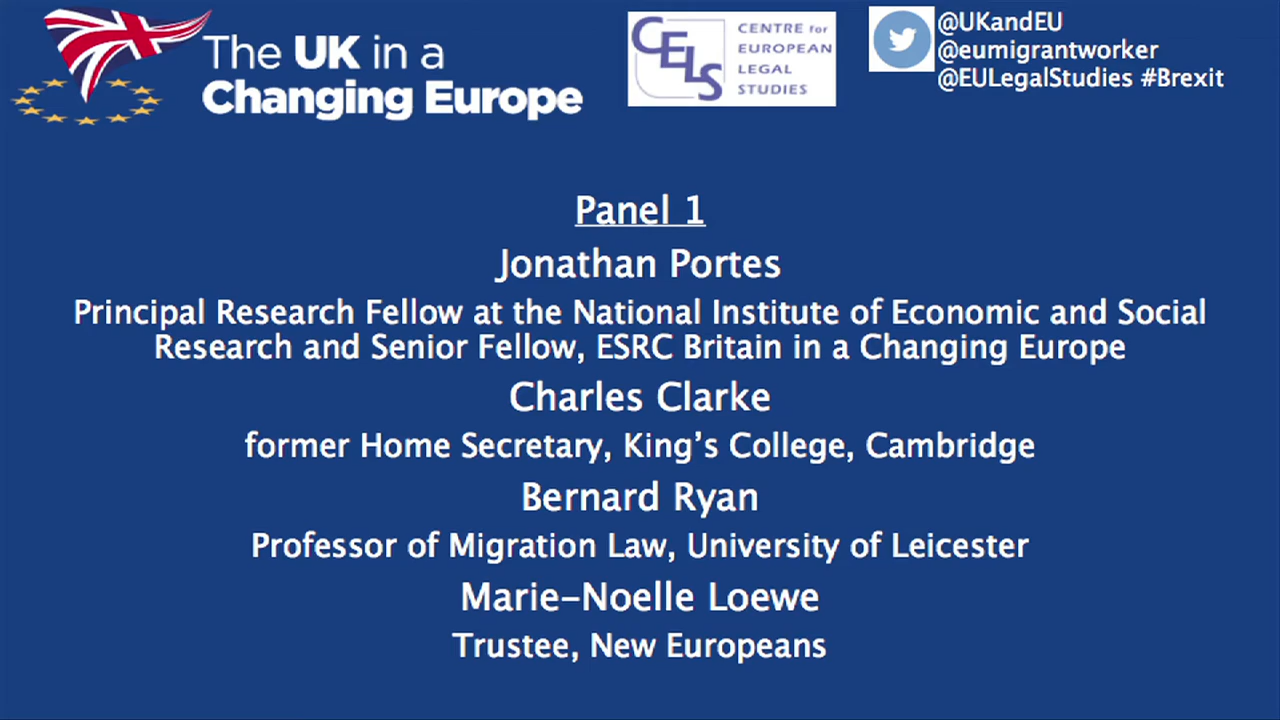 The UK in a
Changing Europe
CELS
CENTRE for
EUROPEAN
LEGAL
STUDIES
@UKandEU
@eumigrantworker
@EULegalStudies #Brexit
Panel 1
Jonathan Portes
Principal Research Fellow at the National Institute of Economic and Social
Research and Senior Fellow, ESRC Britain in a Changing Europe
Charles Clarke
former Home Secretary, King’s College, Cambridge
Bernard Ryan
Professor of Migration Law, University of Leicester
Marie-Noelle Loewe
Trustee, New Europeans